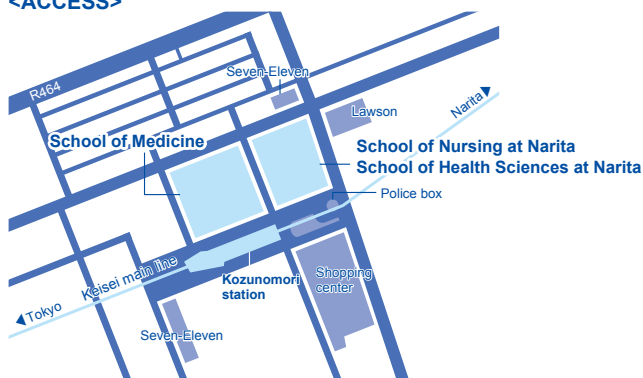 <ACCESS>
R464
Seven-Eleven
Narita
Lawson
School of Medicine
School of Nursing at Narita
School of Health Sciences at Narita
Police box
Keisei main line
Tokyo
Kozunomori
station
Shopping
center
Seven-Eleven